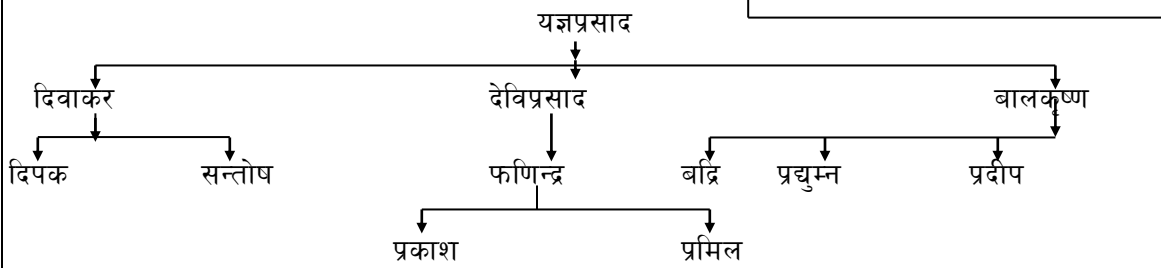 यज्ञप्रसाद
दिवाकर देविप्रसाद बालकृष्ण
दिपक सन्तोष फणिन्द्र बद्रि प्रद्युम्न प्रदीप
प्रकाश प्रमिल